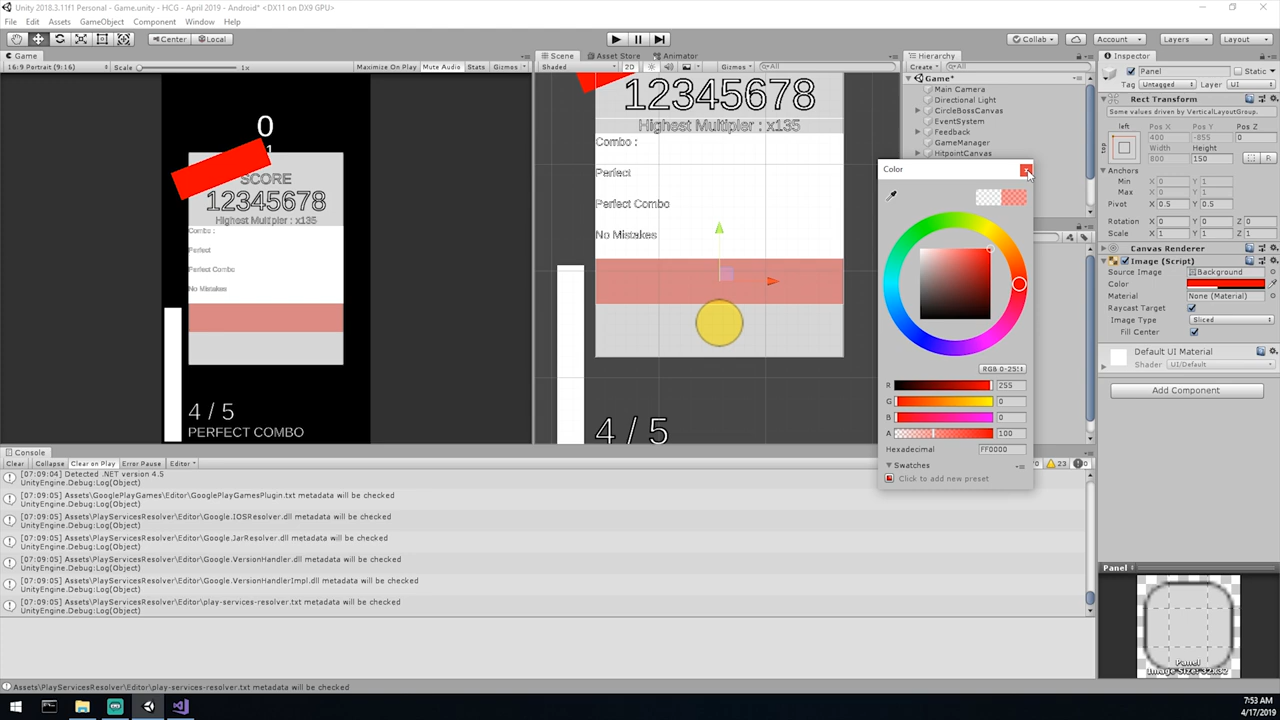 Unity 2018.3.11f1 Personal - Game.unity - HCG - April 2019 - Android* <DX11 on DX9 GPU>
File Edit Assets GameObject Component Window Help
Center Local Collab Account Layers Layout
Game Scene Asset Store Animator Hierarchy Inspector
16:9 Portrait (9:16) Scale 1x Maximize On Play Mute Audio Stats Gizmos
Shaded 2D Gizmos All
Create All
Game*
Main Camera
Directional Light
CircleBossCanvas
EventSystem
Feedback
GameManager
HitpointCanvas
0
SCORE
12345678
Highest Multiplier : x135
Combo :
Perfect
Perfect Combo
No Mistakes
4 / 5
PERFECT COMBO
12345678
Highest Multiplier : x135
Combo :
Perfect
Perfect Combo
No Mistakes
4 / 5
Color
RGB 0-255
R 255
G 0
B 0
A 100
Hexadecimal FF0000
Swatches
Click to add new preset
23 0
Panel Static
Tag Untagged Layer UI
Rect Transform
Some values driven by VerticalLayoutGroup.
left Pos X Pos Y Pos Z
top 400 -855 0
Width Height
800 150 R
Anchors
Min X 0 Y 1
Max X 0 Y 1
Pivot X 0.5 Y 0.5
Rotation X 0 Y 0 Z 0
Scale X 1 Y 1 Z 1
Canvas Renderer
Image (Script)
Source Image Background
Color
Material None (Material)
Raycast Target
Image Type Sliced
Fill Center
Default UI Material
Shader UI/Default
Add Component
Panel
Panel
Image Size: 32x32
Console
Clear Collapse Clear on Play Error Pause Editor
[07:09:04] Detected .NET version 4.5
UnityEngine.Debug:Log(Object)
[07:09:05] Assets\GooglePlayGames\Editor\GooglePlayGamesPlugin.txt metadata will be checked
UnityEngine.Debug:Log(Object)
[07:09:05] Assets\PlayServicesResolver\Editor\Google.IOSResolver.dll metadata will be checked
UnityEngine.Debug:Log(Object)
[07:09:05] Assets\PlayServicesResolver\Editor\Google.JarResolver.dll metadata will be checked
UnityEngine.Debug:Log(Object)
[07:09:05] Assets\PlayServicesResolver\Editor\Google.VersionHandler.dll metadata will be checked
UnityEngine.Debug:Log(Object)
[07:09:05] Assets\PlayServicesResolver\Editor\Google.VersionHandlerImpl.dll metadata will be checked
UnityEngine.Debug:Log(Object)
[07:09:05] Assets\PlayServicesResolver\Editor\play-services-resolver.txt metadata will be checked
UnityEngine.Debug:Log(Object)
Assets\PlayServicesResolver\Editor\play-services-resolver.txt metadata will be checked
7:53 AM
4/17/2019